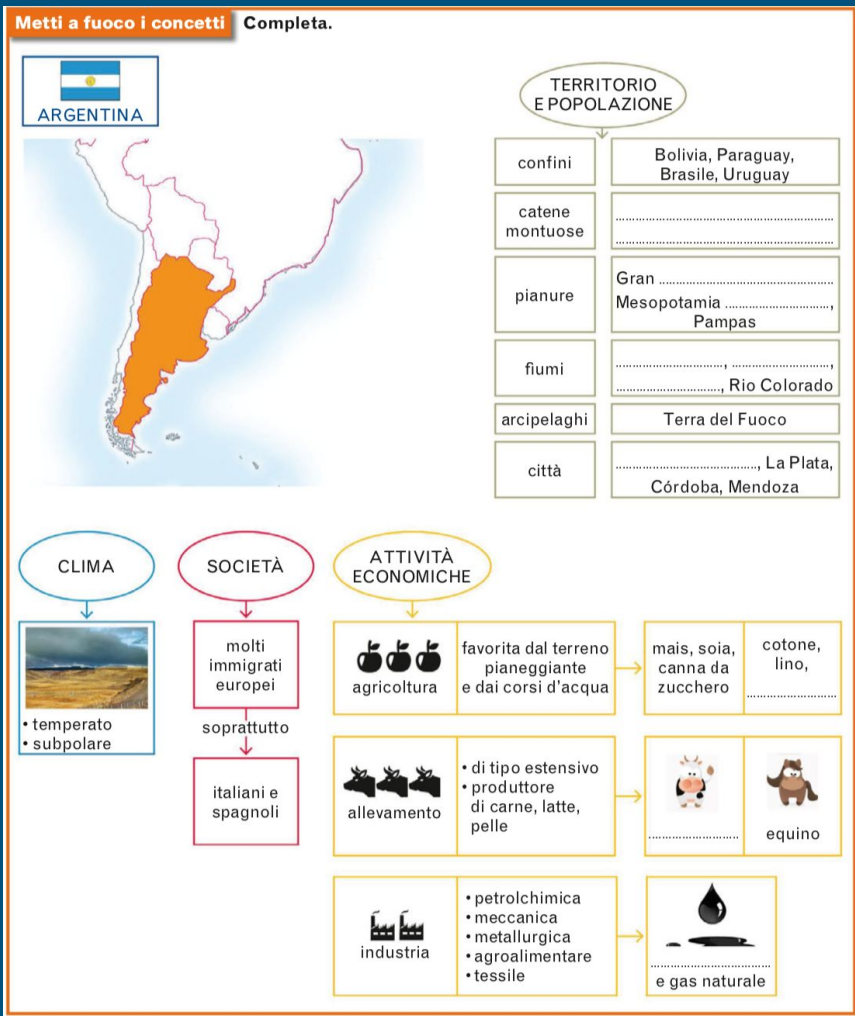 Metti a fuoco i concetti Completa.
ARGENTINA
TERRITORIO
E POPOLAZIONE
confini
Bolivia, Paraguay,
Brasile, Uruguay
catene
montuose
................................................
................................................
pianure
Gran ......................................
Mesopotamia .......................,
Pampas
fiumi
........................, ......................,
......................., Rio Colorado
arcipelaghi
Terra del Fuoco
città
..............................., La Plata,
Córdoba, Mendoza
CLIMA
• temperato
• subpolare
SOCIETÀ
molti
immigrati
europei
soprattutto
italiani e
spagnoli
ATTIVITÀ
ECONOMICHE
agricoltura
favorita dal terreno
pianeggiante
e dai corsi d'acqua
mais, soia,
canna da
zucchero
cotone,
lino,
....................
allevamento
• di tipo estensivo
• produttore
di carne, latte,
pelle
....................
equino
industria
• petrolchimica
• meccanica
• metallurgica
• agroalimentare
• tessile
..........................
e gas naturale